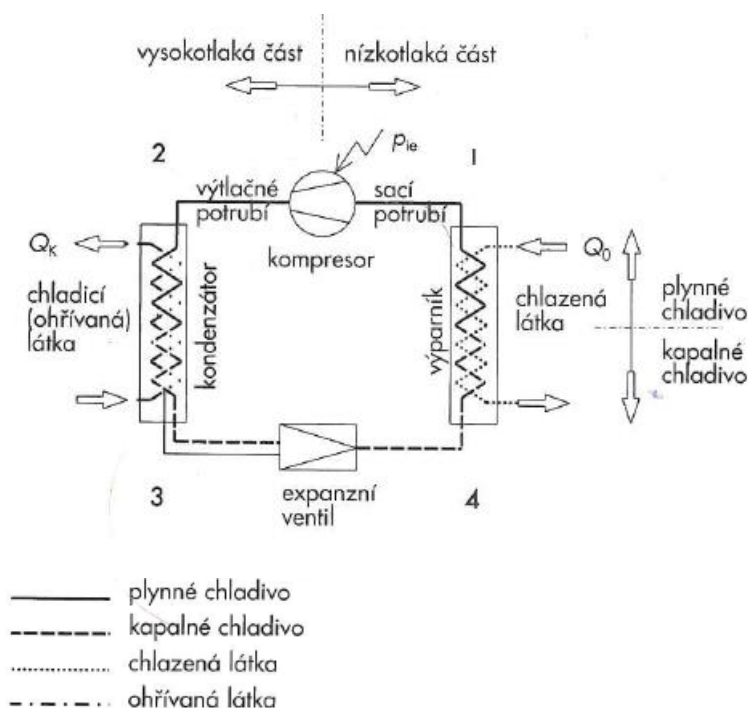 vysokotlaká část
nízkotlaká část
2
p_ie
1
výtlačné
potrubí
sací
potrubí
kompresor
Q_K
Q_0
chladicí
(ohřívaná)
látka
kondenzátor
výparník
chlazená
látka
plynné
chladivo
kapalné
chladivo
3
expanzní
ventil
4
plynné chladivo
kapalné chladivo
chlazená látka
ohřívaná látka